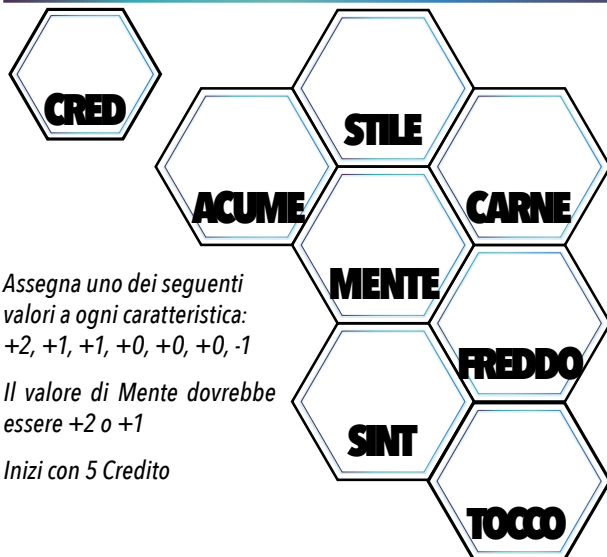 CRED
STILE
ACUME
CARNE
MENTE
FREDDO
SINT
TOCCO
Assegna uno dei seguenti
valori a ogni caratteristica:
+2, +1, +1, +0, +0, +0, -1
Il valore di Mente dovrebbe
essere +2 o +1
Inizi con 5 Credito